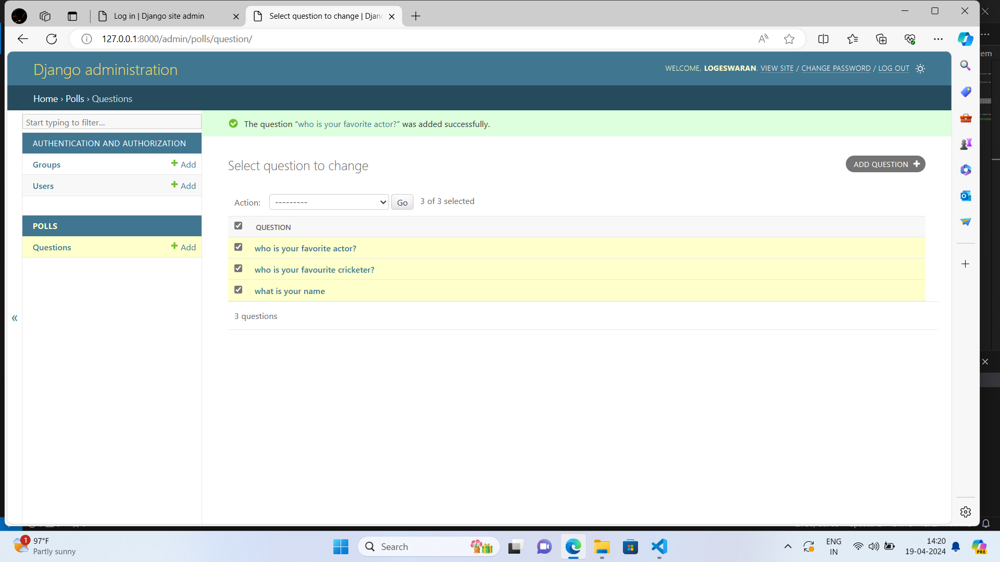 Log in | Django site admin
Select question to change | Djan
127.0.0.1:8000/admin/polls/question/
Django administration
WELCOME, LOGESWARAN. VIEW SITE / CHANGE PASSWORD / LOG OUT
Home › Polls › Questions
Start typing to filter...
The question “who is your favorite actor?” was added successfully.
AUTHENTICATION AND AUTHORIZATION
Groups
Add
Users
Add
POLLS
Questions
Add
Select question to change
ADD QUESTION
Action:
---------
Go
3 of 3 selected
QUESTION
who is your favorite actor?
who is your favourite cricketer?
what is your name
3 questions
«
1
97°F
Partly sunny
Search
ENG
IN
14:20
19-04-2024
PRE